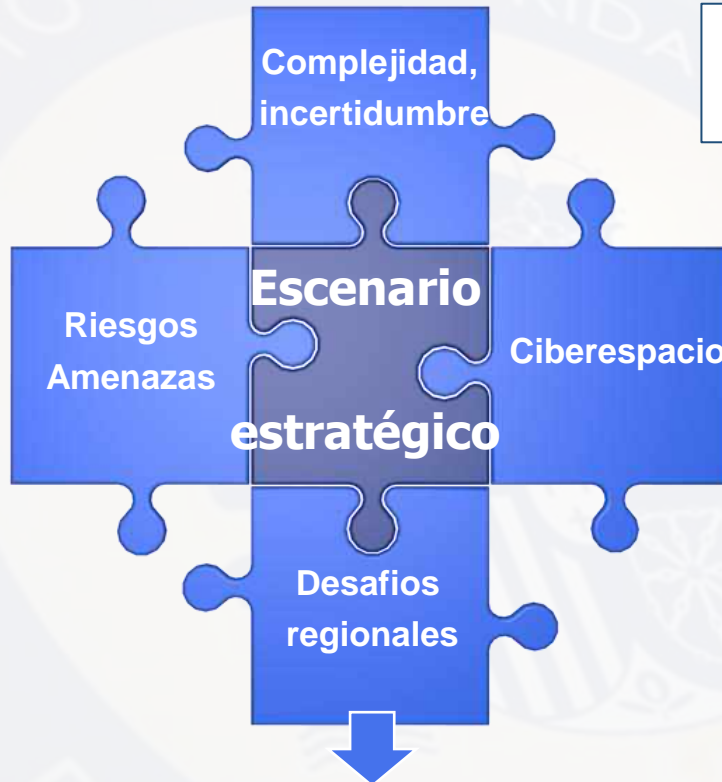 Complejidad,
incertidumbre
Riesgos
Amenazas
Escenario
estratégico
Ciberespacio
Desafios
regionales